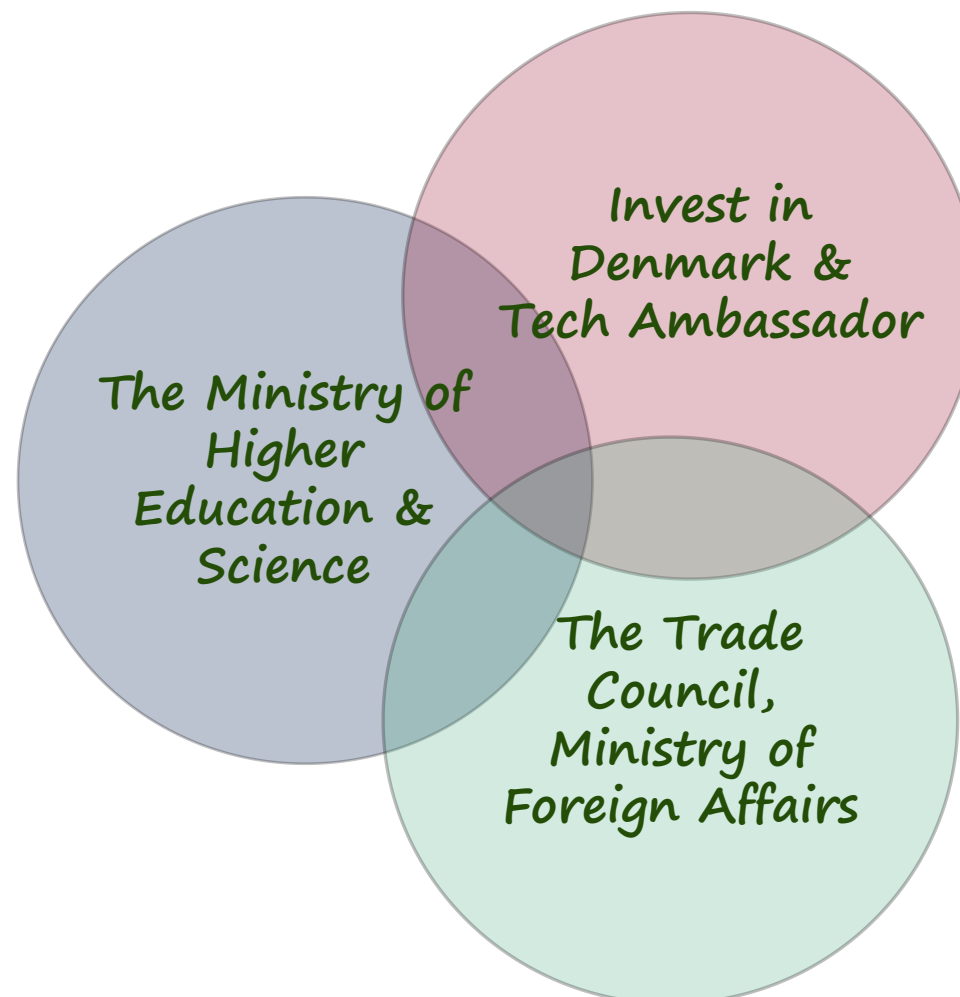 Invest in
Denmark &
Tech Ambassador
The Ministry of
Higher
Education &
Science
The Trade
Council,
Ministry of
Foreign Affairs